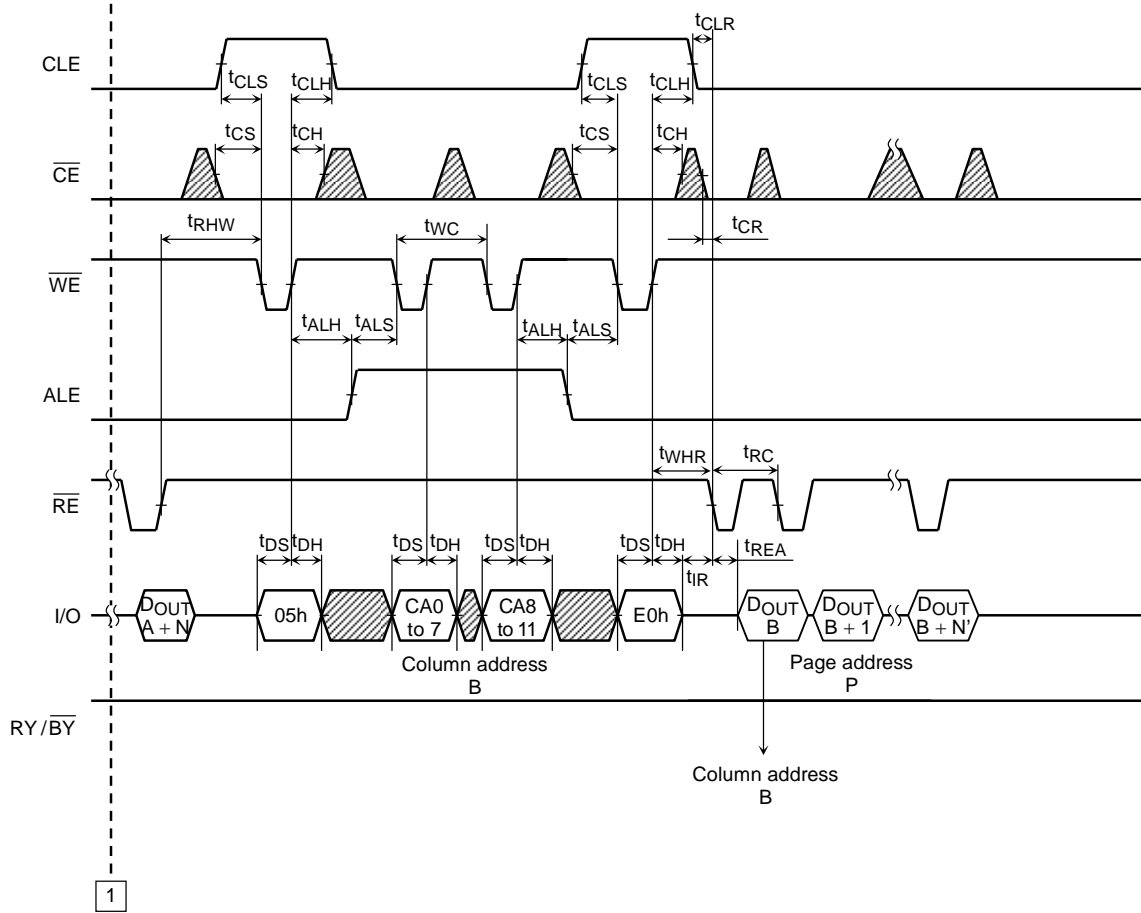 tCLR
CLE
tCLS tCLH tCLS tCLH
tCS tCH tCS tCH
CE
tRHW tWC tCR
WE
tALH tALS tALH tALS
ALE
tWHR tRC
RE
tDS tDH tDS tDH tDS tDH tDS tDH tREA
tIR
I/O
DOUT
A + N
05h
CA0
to 7
CA8
to 11
E0h
DOUT
B
DOUT
B + 1
DOUT
B + N'
Column address
B
Page address
P
RY/BY
Column address
B
1